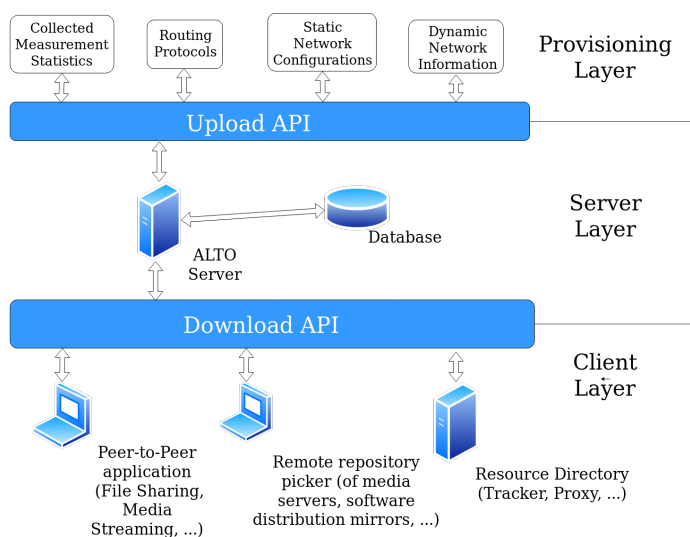 Collected
Measurement
Statistics
Routing
Protocols
Static
Network
Configurations
Dynamic
Network
Information
Provisioning
Layer
Upload API
Server
Layer
Database
ALTO
Server
Download API
Client
Layer
Peer-to-Peer
application
(File Sharing,
Media
Streaming, ...)
Remote repository
picker (of media
servers, software
distribution mirrors, ...)
Resource Directory
(Tracker, Proxy, ...)